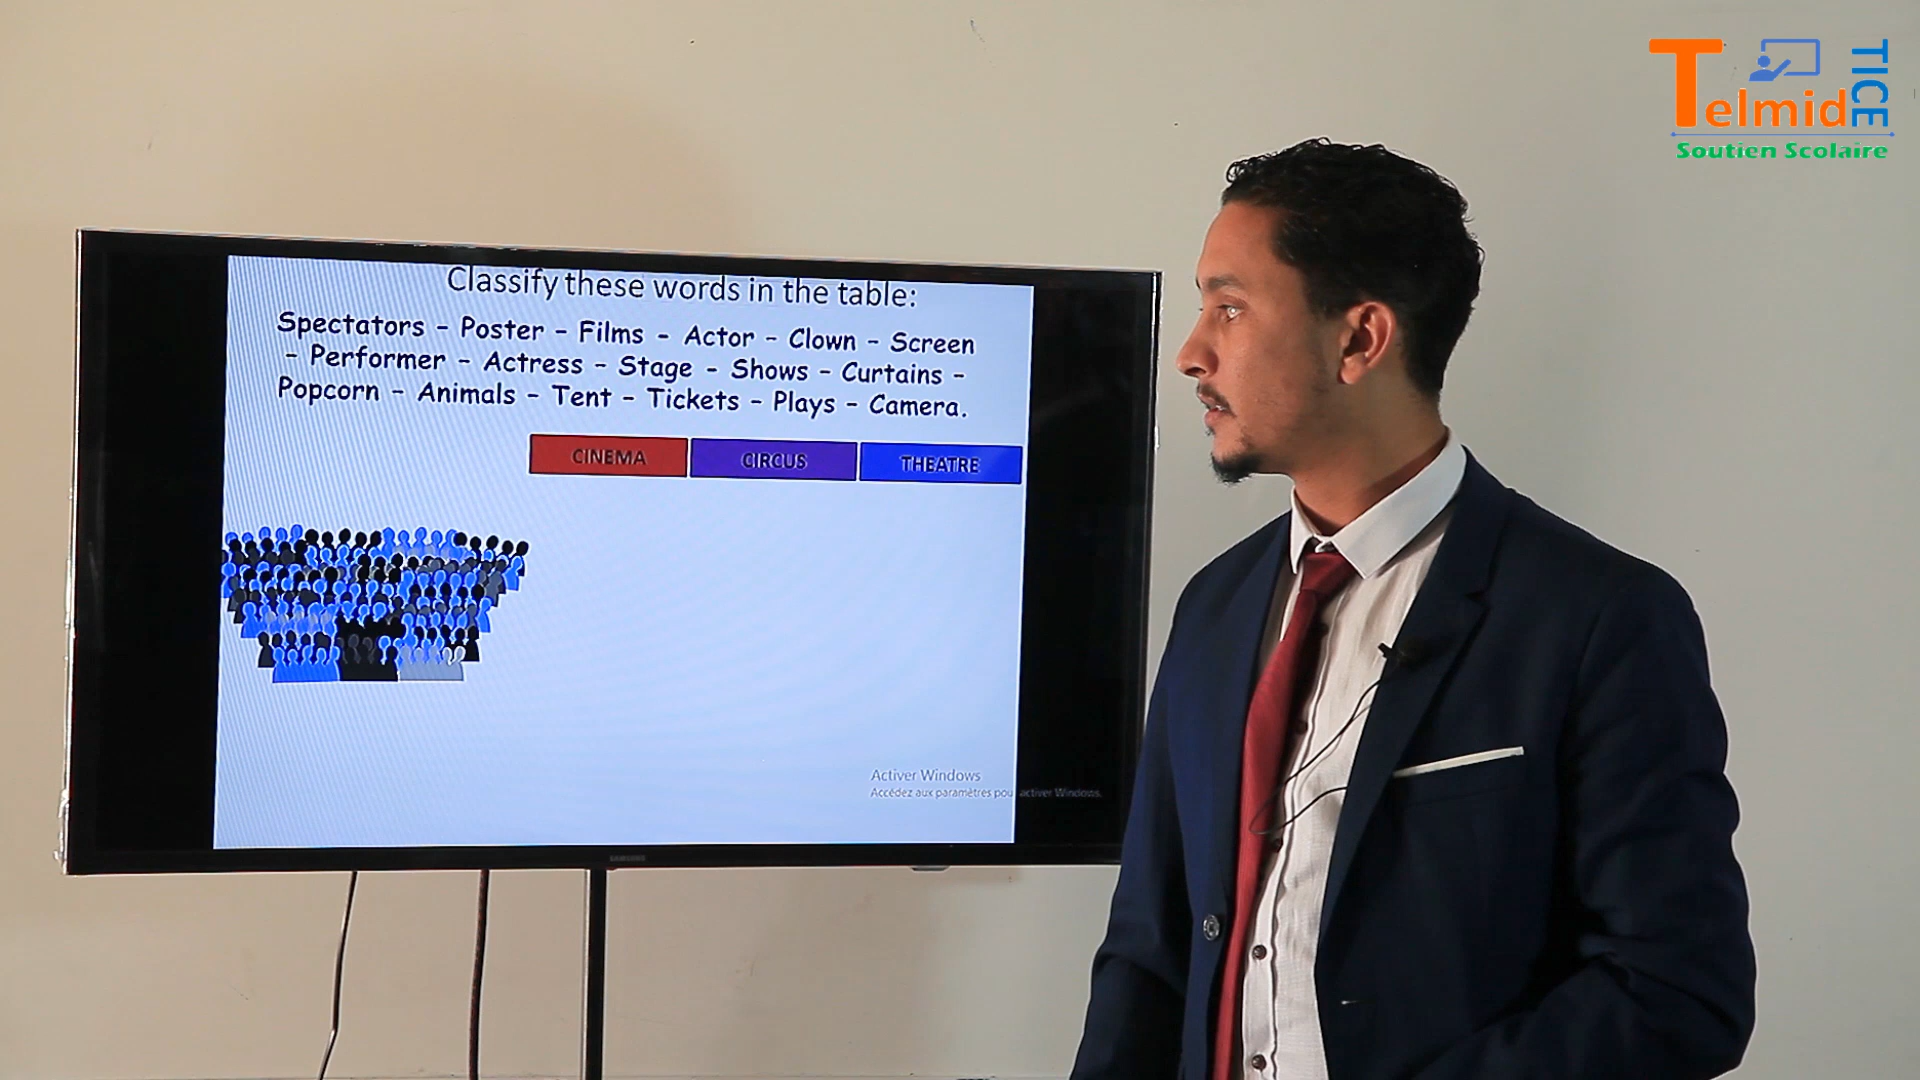 Telmid TICE
Soutien Scolaire
Classify these words in the table:
Spectators – Poster – Films – Actor – Clown – Screen
– Performer – Actress – Stage – Shows – Curtains –
Popcorn – Animals – Tent – Tickets – Plays – Camera.
CINEMA CIRCUS THEATRE
Activer Windows
Accédez aux paramètres pou activer Windows.
SAMSUNG